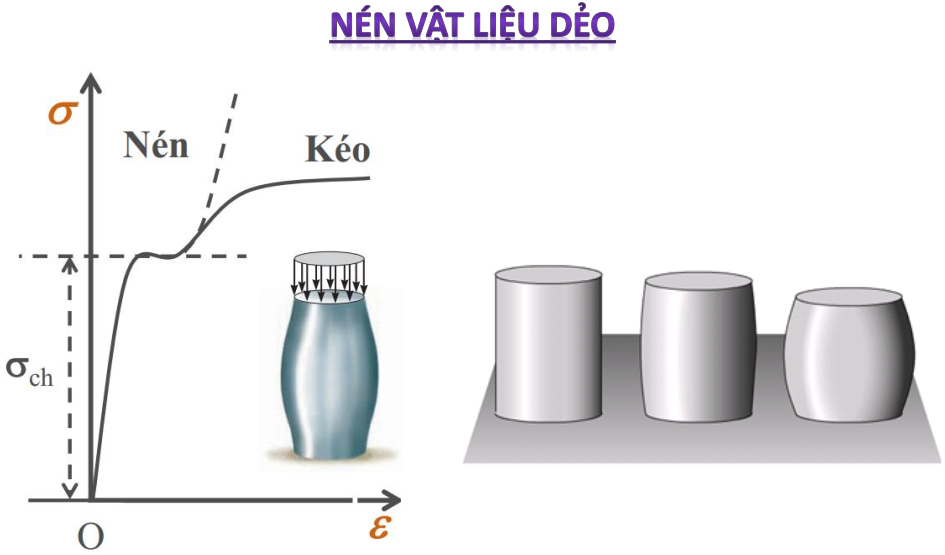 NÉN VẬT LIỆU DẺO
σ
Nén
Kéo
σch
O
ε